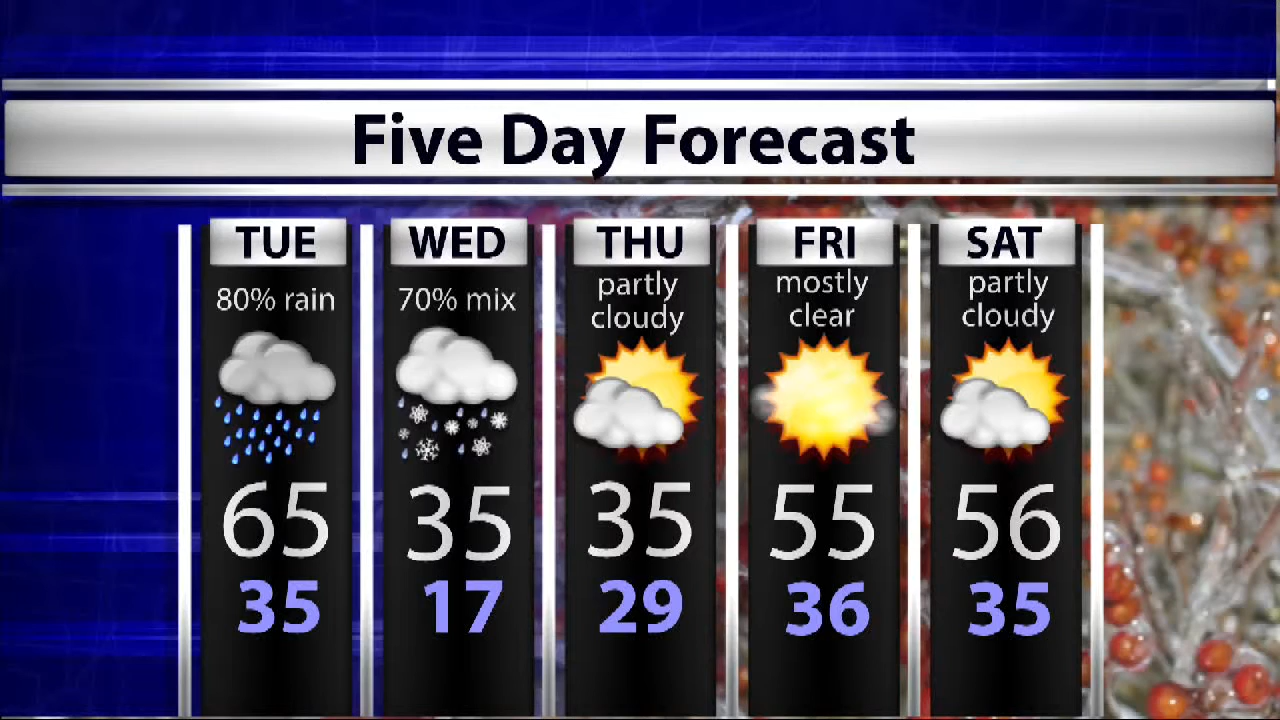 Five Day Forecast
TUE WED THU FRI SAT
80% rain 70% mix partly cloudy mostly clear partly cloudy
65 35 35 55 56
35 17 29 36 35